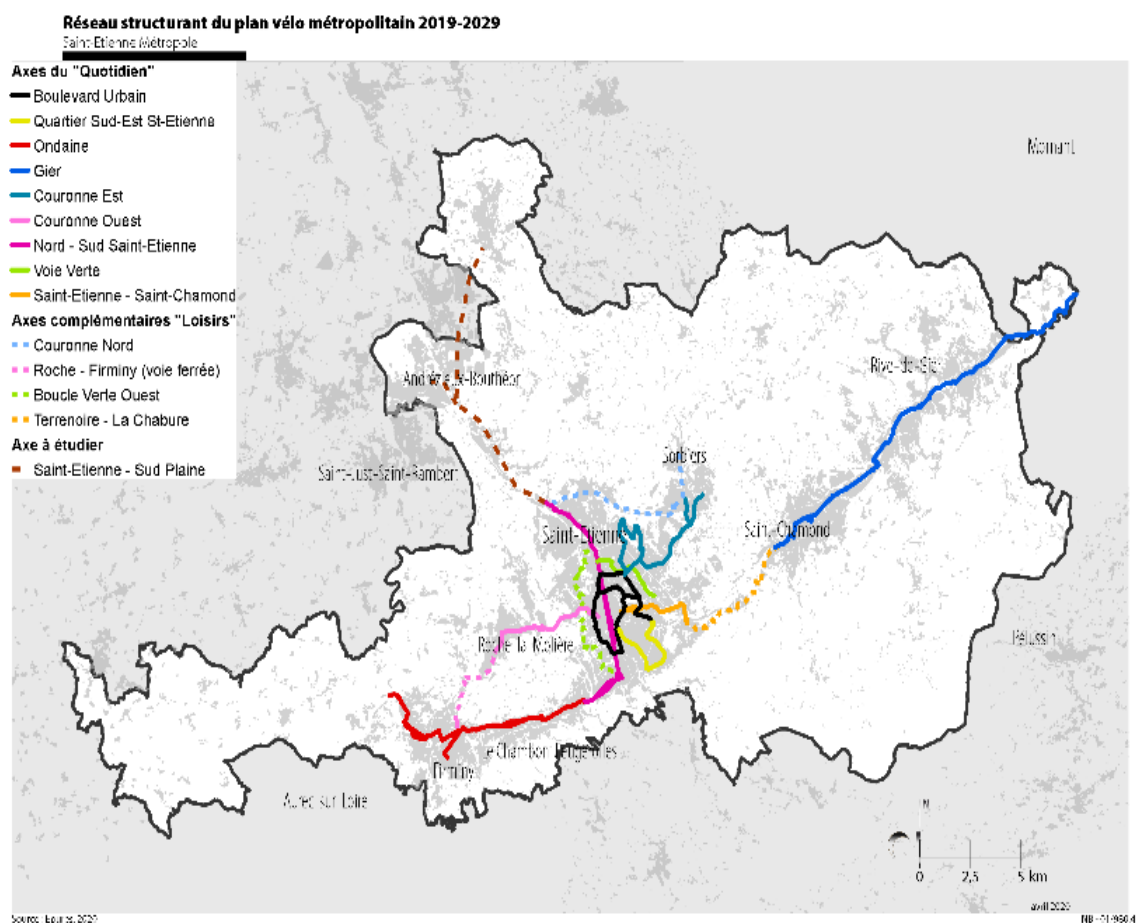 Réseau structurant du plan vélo métropolitain 2019-2029
Saint-Etienne Métropole
Axes du "Quotidien"
Boulevard Urbain
Quartier Sud-Est St-Etienne
Ondaine
Gier
Couronne Est
Couronne Ouest
Nord - Sud Saint-Etienne
Voie Verte
Saint-Etienne - Saint-Chamond
Axes complémentaires "Loisirs"
Couronne Nord
Roche - Firminy (voie ferrée)
Boucle Verte Ouest
Terrenoire - La Chabure
Axe à étudier
Saint-Etienne - Sud Plaine
Mornant
Rive-de-Gier
Andrézieux-Bouthéon
Sorbiers
Saint-Just-Saint-Rambert
Saint-Etienne
Saint-Chamond
Roche-la-Molière
Pélussin
Le Chambon-Feugerolles
Firminy
Aurec-sur-Loire
N
0 2,5 5 km
avril 2020
Source : Epures, 2020